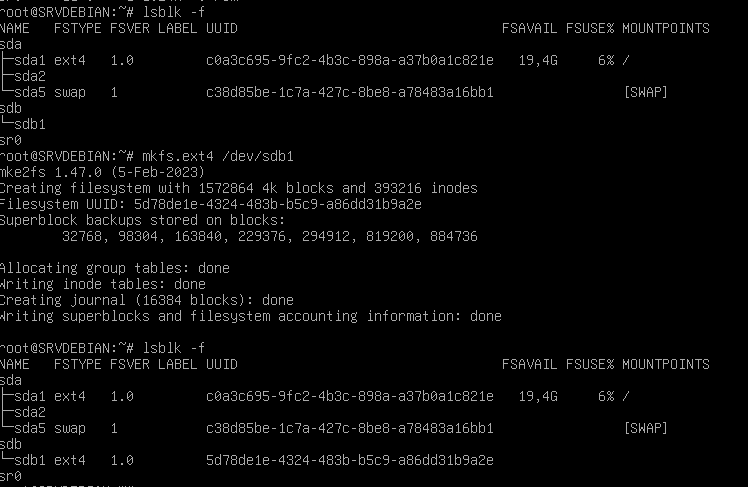 root@SRVDEBIAN:~# lsblk -f
NAME   FSTYPE FSVER LABEL UUID                                 FSAVAIL FSUSE% MOUNTPOINTS
sda
├─sda1 ext4   1.0         c0a3c695-9fc2-4b3c-898a-a37b0a1c821e   19,4G     6% /
├─sda2
└─sda5 swap   1           c38d85be-1c7a-427c-8be8-a78483a16bb1                [SWAP]
sdb
└─sdb1
sr0
root@SRVDEBIAN:~# mkfs.ext4 /dev/sdb1
mke2fs 1.47.0 (5-Feb-2023)
Creating filesystem with 1572864 4k blocks and 393216 inodes
Filesystem UUID: 5d78de1e-4324-483b-b5c9-a86dd31b9a2e
Superblock backups stored on blocks:
        32768, 98304, 163840, 229376, 294912, 819200, 884736
Allocating group tables: done
Writing inode tables: done
Creating journal (16384 blocks): done
Writing superblocks and filesystem accounting information: done
root@SRVDEBIAN:~# lsblk -f
NAME   FSTYPE FSVER LABEL UUID                                 FSAVAIL FSUSE% MOUNTPOINTS
sda
├─sda1 ext4   1.0         c0a3c695-9fc2-4b3c-898a-a37b0a1c821e   19,4G     6% /
├─sda2
└─sda5 swap   1           c38d85be-1c7a-427c-8be8-a78483a16bb1                [SWAP]
sdb
└─sdb1 ext4   1.0         5d78de1e-4324-483b-b5c9-a86dd31b9a2e
sr0